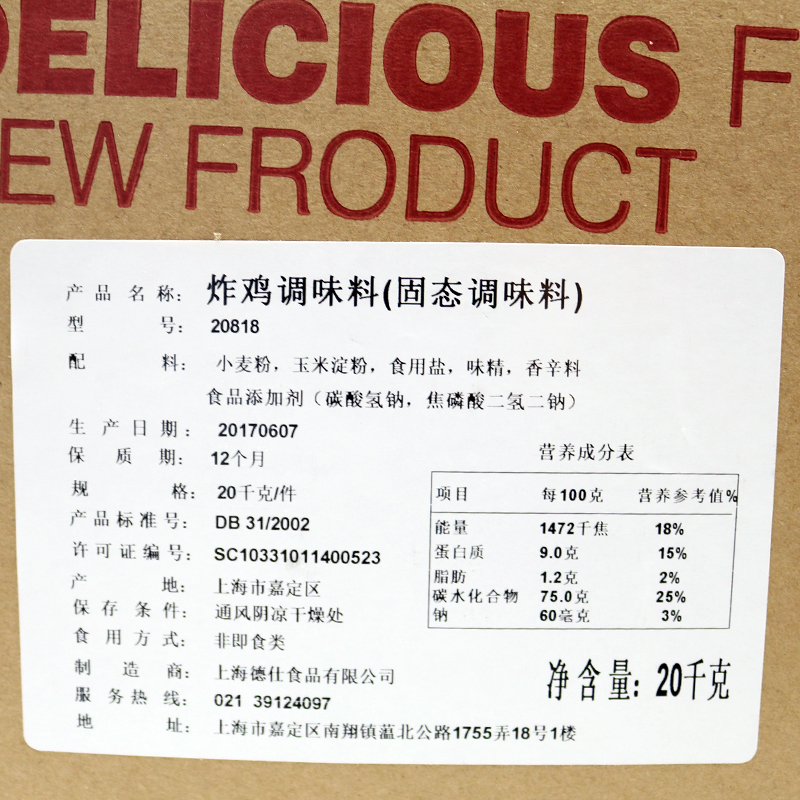 DELICIOUS F
EW FRODUCT
产品名称：炸鸡调味料(固态调味料)
型号：20818
配料：小麦粉，玉米淀粉，食用盐，味精，香辛料
食品添加剂（碳酸氢钠，焦磷酸二氢二钠）
生产日期：20170607
保质期：12个月
规格：20千克/件
产品标准号：DB 31/2002
许可证编号：SC10331011400523
产地：上海市嘉定区
保存条件：通风阴凉干燥处
食用方式：非即食类
制造商：上海德仕食品有限公司
服务热线：021 39124097
地址：上海市嘉定区南翔镇蕰北公路1755弄18号1楼
营养成分表
项目 每100克 营养参考值%
能量 1472千焦 18%
蛋白质 9.0克 15%
脂肪 1.2克 2%
碳水化合物 75.0克 25%
钠 60毫克 3%
净含量：20千克